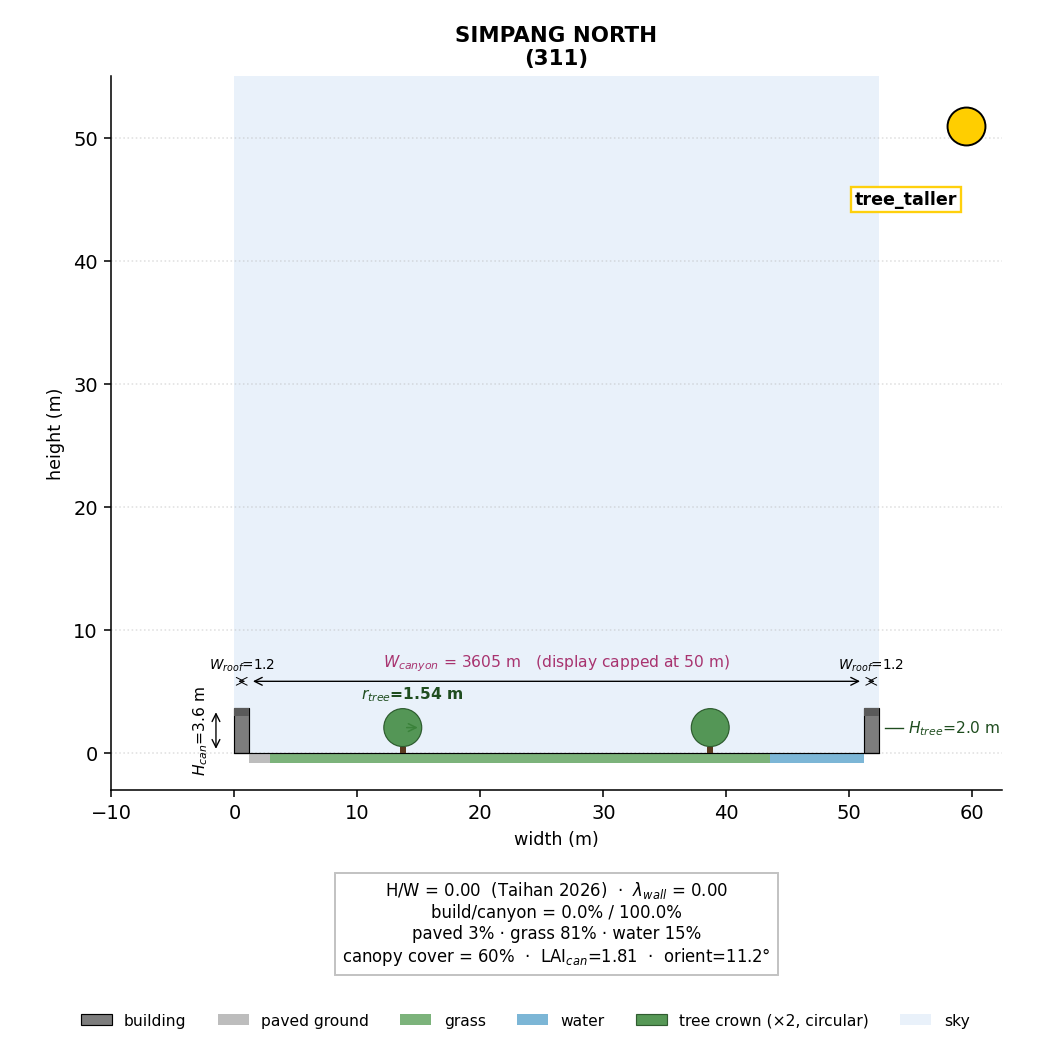 SIMPANG NORTH
(311)
50
40
30
20
10
0
height (m)
tree_taller
W_roof=1.2
W_canyon = 3605 m (display capped at 50 m)
W_roof=1.2
r_tree=1.54 m
H_can=3.6 m
H_tree=2.0 m
−10 0 10 20 30 40 50 60
width (m)
H/W = 0.00 (Taihan 2026) · λ_wall = 0.00
build/canyon = 0.0% / 100.0%
paved 3% · grass 81% · water 15%
canopy cover = 60% · LAI_can=1.81 · orient=11.2°
building paved ground grass water tree crown (×2, circular) sky